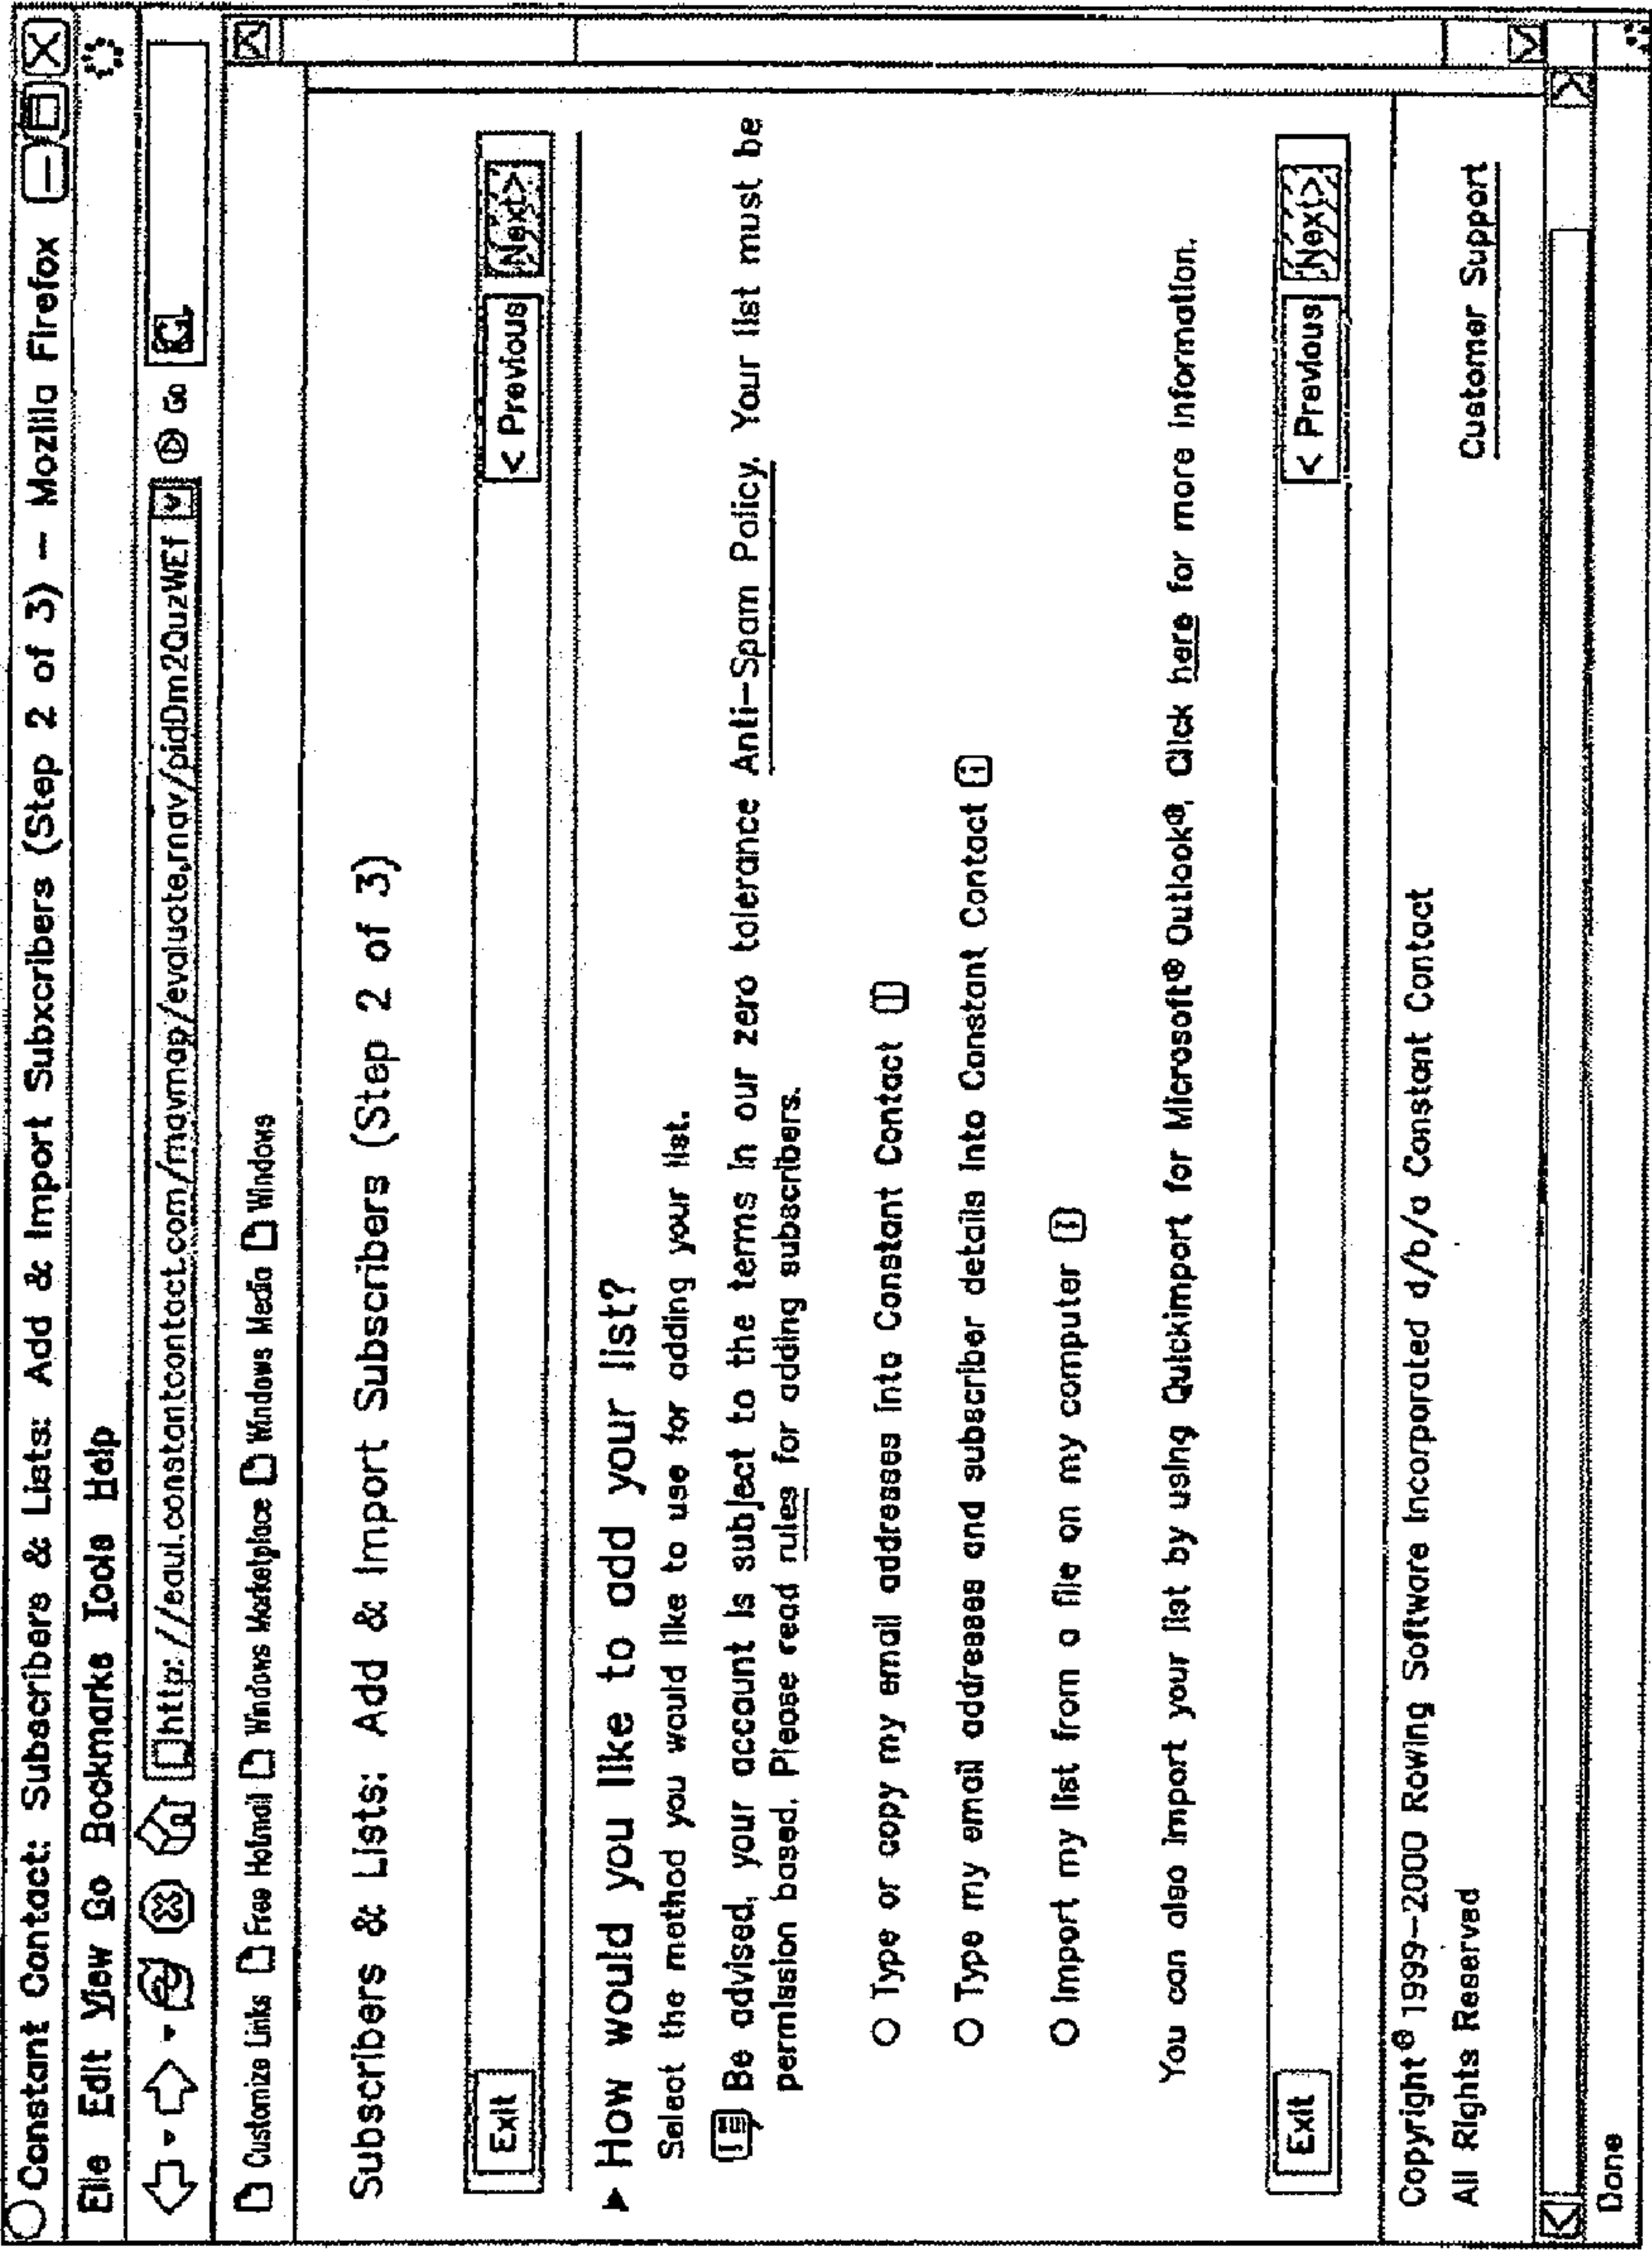 Constant Contact: Subscribers & Lists: Add & Import Subxcribers (Step 2 of 3) — Mozilla Firefox
File Edit View Go Bookmarks Tools Help
Go
Customize Links Free Hotmail Windows Marketplace Windows Media Windows
Subscribers & Lists: Add & Import Subscribers (Step 2 of 3)
Exit < Previous Next>
How would you like to add your list?
Select the method you would like to use for adding your list.
Be advised, your account is subject to the terms in our zero tolerance Anti-Spam Policy. Your list must be
permission based. Please read rules for adding subscribers.
Type or copy my email addresses into Constant Contact
Type my email addresses and subscriber details into Constant Contact
Import my list from a file on my computer
You can also import your list by using Quickimport for Microsoft® Outlook®, Click here for more information.
Exit < Previous Next>
Copyright® 1999-2000 Rowing Software Incorporated d/b/a Constant Contact Customer Support
All Rights Reserved
Done